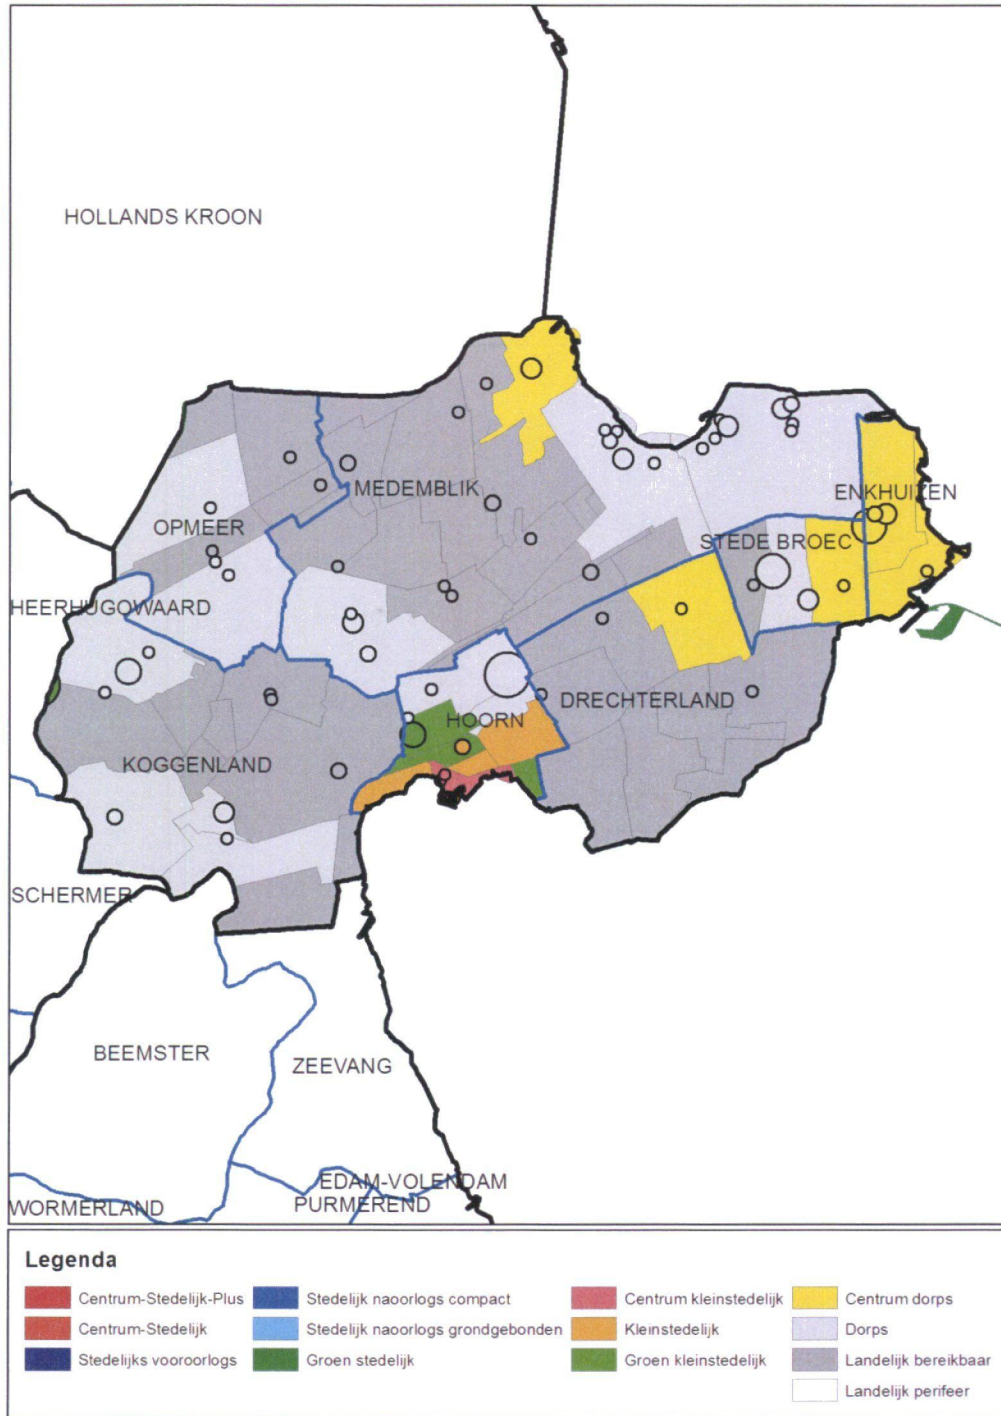 HOLLANDS KROON
MEDEMBLIK
ENKHUIZEN
OPMEER
STEDE BROEC
HEERHUGOWAARD
DRECHTERLAND
HOORN
KOGGENLAND
SCHERMER
BEEMSTER
ZEEVANG
EDAM-VOLENDAM
WORMERLAND
PURMEREND
Legenda
Centrum-Stedelijk-Plus
Centrum-Stedelijk
Stedelijks vooroorlogs
Stedelijk naoorlogs compact
Stedelijk naoorlogs grondgebonden
Groen stedelijk
Centrum kleinstedelijk
Kleinstedelijk
Groen kleinstedelijk
Centrum dorps
Dorps
Landelijk bereikbaar
Landelijk perifeer